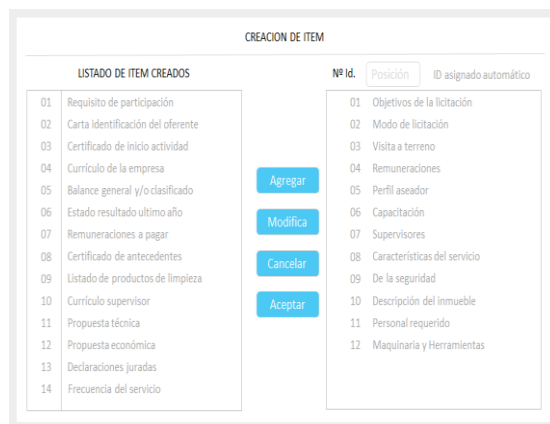 CREACION DE ITEM
LISTADO DE ITEM CREADOS
Nº Id. Posición ID asignado automático
01 Requisito de participación
02 Carta identificación del oferente
03 Certificado de inicio actividad
04 Currículo de la empresa
05 Balance general y/o clasificado
06 Estado resultado ultimo año
07 Remuneraciones a pagar
08 Certificado de antecedentes
09 Listado de productos de limpieza
10 Currículo supervisor
11 Propuesta técnica
12 Propuesta económica
13 Declaraciones juradas
14 Frecuencia del servicio
Agregar
Modifica
Cancelar
Aceptar
01 Objetivos de la licitación
02 Modo de licitación
03 Visita a terreno
04 Remuneraciones
05 Perfil aseador
06 Capacitación
07 Supervisores
08 Características del servicio
09 De la seguridad
10 Descripción del inmueble
11 Personal requerido
12 Maquinaria y Herramientas